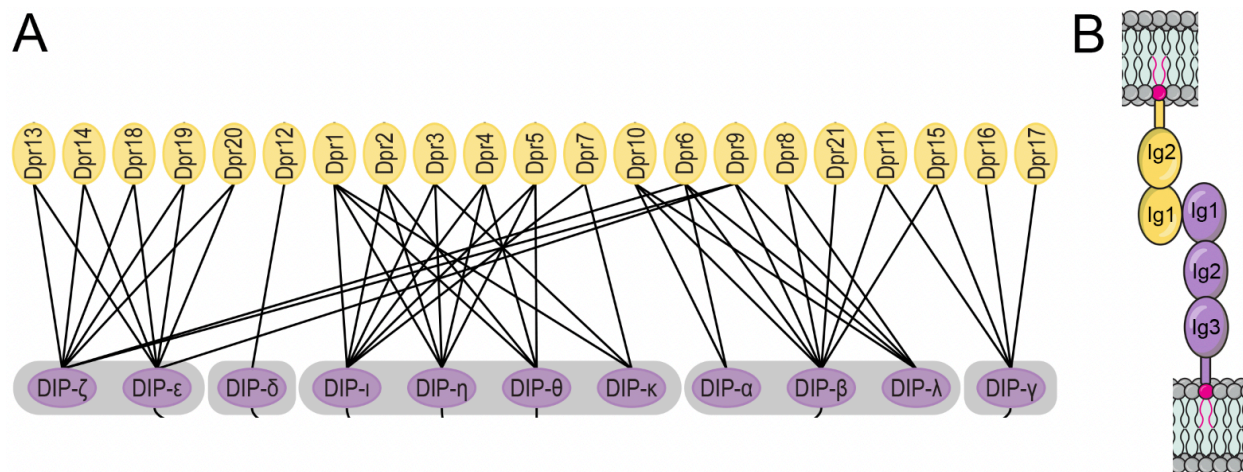 A
B
Dpr13 Dpr14 Dpr18 Dpr19 Dpr20 Dpr12 Dpr1 Dpr2 Dpr3 Dpr4 Dpr5 Dpr7 Dpr10 Dpr6 Dpr9 Dpr8 Dpr21 Dpr11 Dpr15 Dpr16 Dpr17
DIP-ζ DIP-ε DIP-δ DIP-ι DIP-η DIP-θ DIP-κ DIP-α DIP-β DIP-λ DIP-γ
Ig2
Ig1 Ig1
Ig2
Ig3